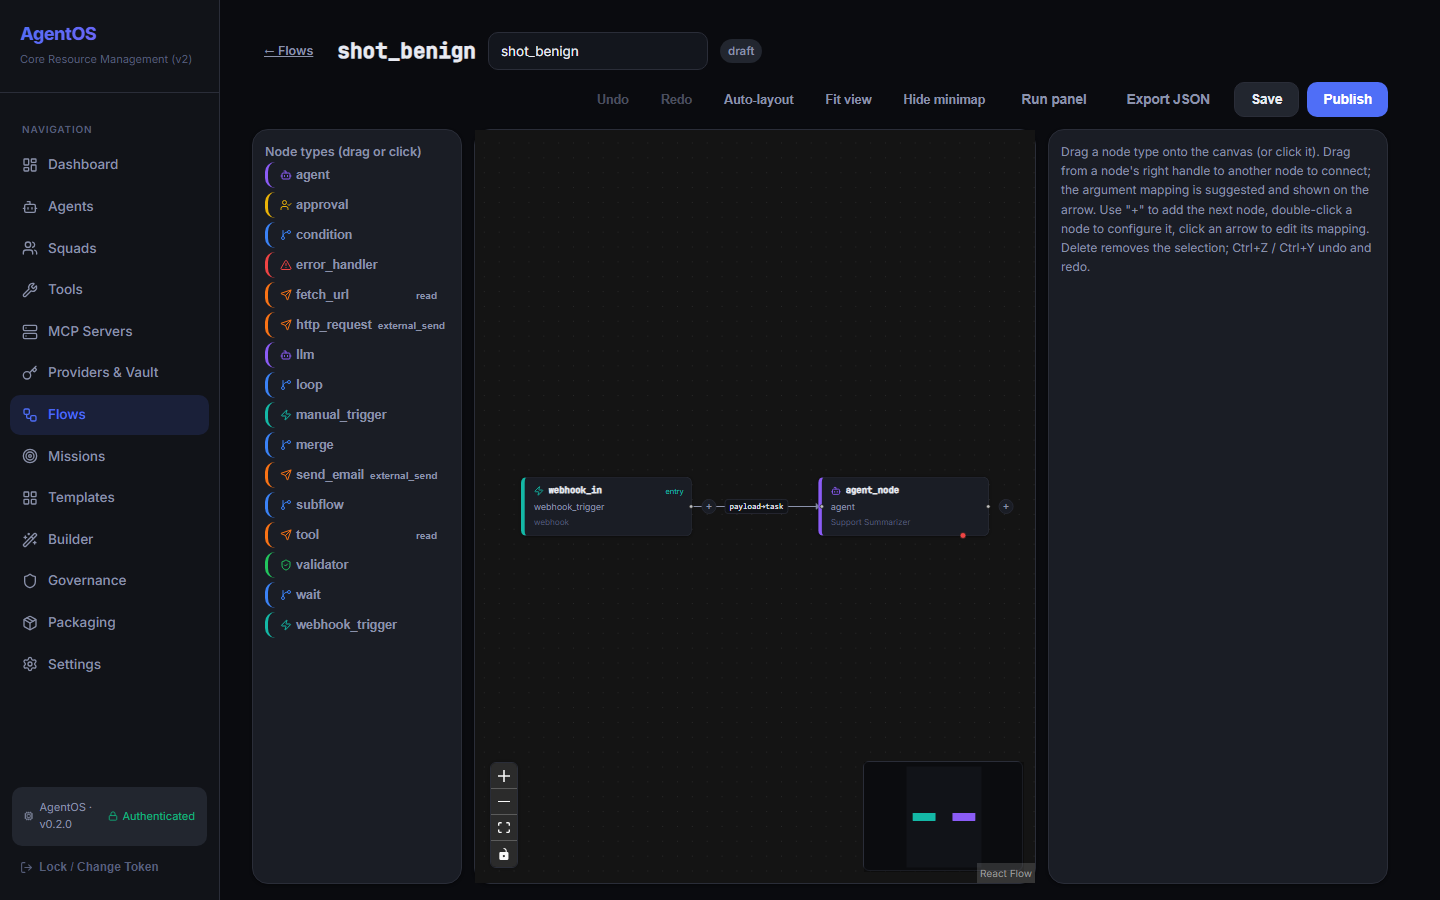 AgentOS
Core Resource Management (v2)
NAVIGATION
Dashboard
Agents
Squads
Tools
MCP Servers
Providers & Vault
Flows
Missions
Templates
Builder
Governance
Packaging
Settings
AgentOS ·
v0.2.0
Authenticated
Lock / Change Token
← Flows
shot_benign
shot_benign
draft
Undo
Redo
Auto-layout
Fit view
Hide minimap
Run panel
Export JSON
Save
Publish
Node types (drag or click)
agent
approval
condition
error_handler
fetch_url read
http_request external_send
llm
loop
manual_trigger
merge
send_email external_send
subflow
tool read
validator
wait
webhook_trigger
webhook_in entry
webhook_trigger
webhook
payload→task
agent_node
agent
Support Summarizer
React Flow
Drag a node type onto the canvas (or click it). Drag
from a node's right handle to another node to connect;
the argument mapping is suggested and shown on the
arrow. Use "+" to add the next node, double-click a
node to configure it, click an arrow to edit its mapping.
Delete removes the selection; Ctrl+Z / Ctrl+Y undo and
redo.